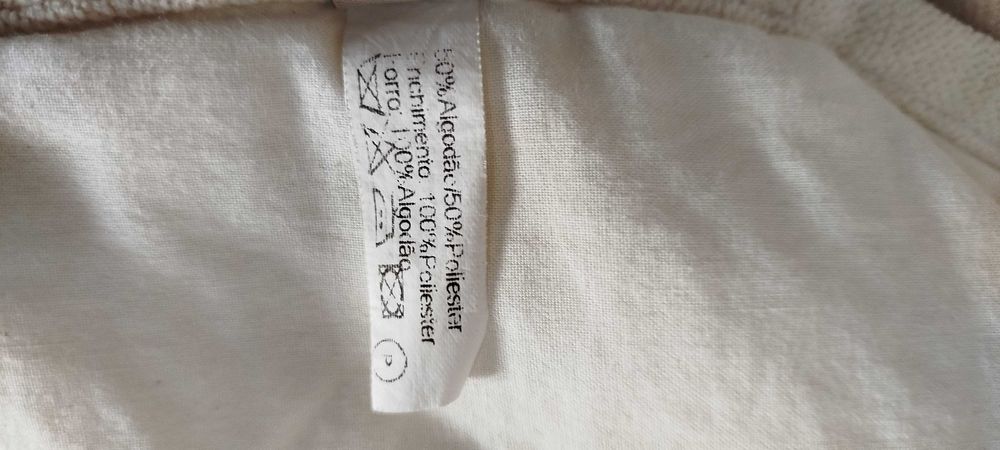 50%Algodão/50%Poliester
Enchimento 100%Poliester
Forro: 100%Algodão
P